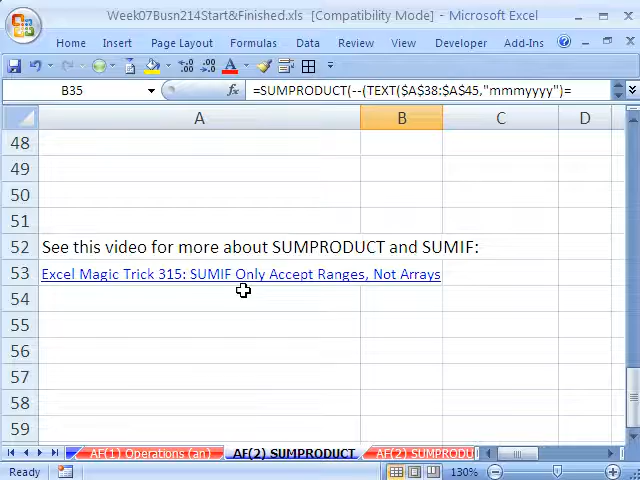 Week07Busn214Start&Finished.xls [Compatibility Mode] - Microsoft Excel
Home Insert Page Layout Formulas Data Review View Developer Add-Ins
B35 fx =SUMPRODUCT(--(TEXT($A$38:$A$45,"mmmyyyy")=
A B C D
48
49
50
51
52 See this video for more about SUMPRODUCT and SUMIF:
53 Excel Magic Trick 315: SUMIF Only Accept Ranges, Not Arrays
54
55
56
57
58
59
AF(1) Operations (an) AF(2) SUMPRODUCT AF(2) SUMPRODU
Ready 130%